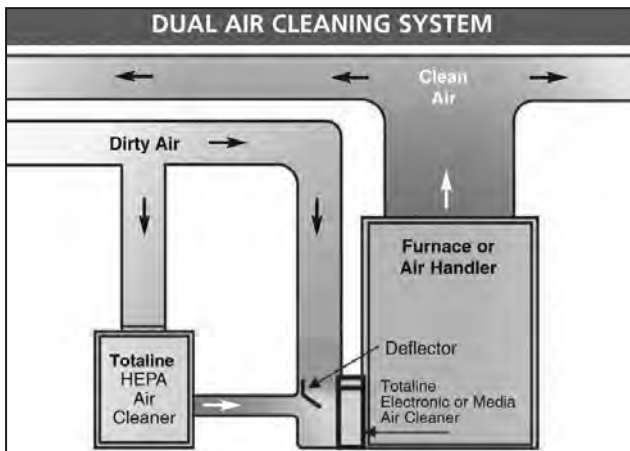 DUAL AIR CLEANING SYSTEM
Clean
Air
Dirty Air
Furnace or
Air Handler
Deflector
Totaline
HEPA
Air
Cleaner
Totaline
Electronic or Media
Air Cleaner